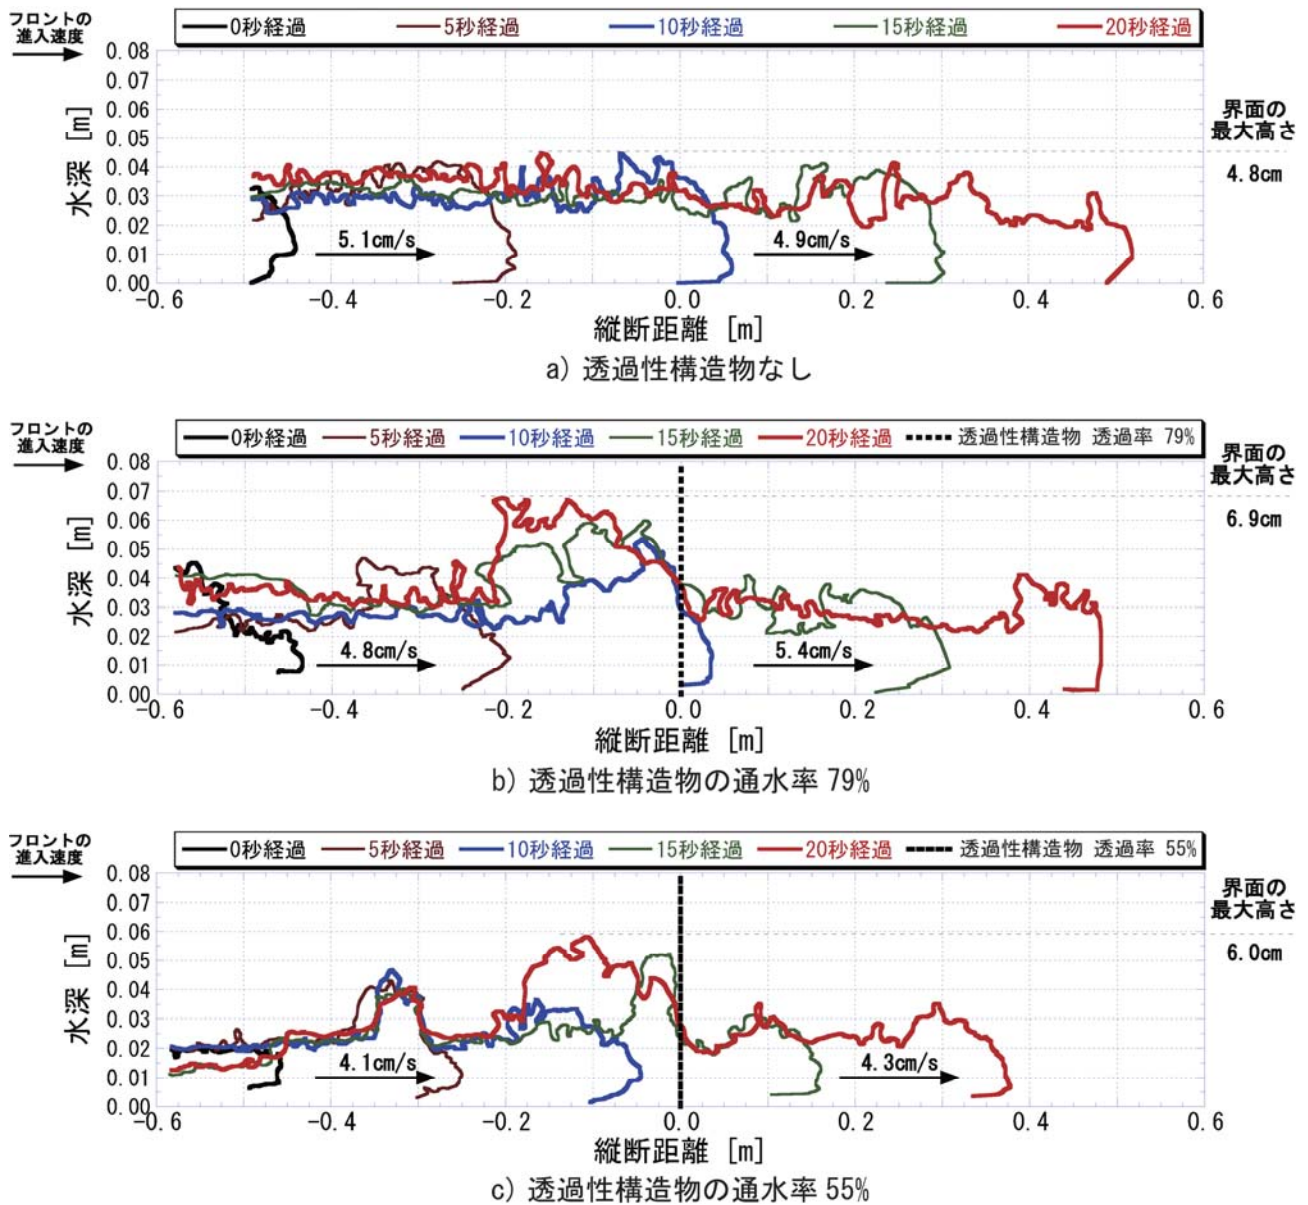 フロントの
進入速度
0秒経過 5秒経過 10秒経過 15秒経過 20秒経過
0.08
0.07
0.06
0.05
0.04
0.03
0.02
0.01
0.00
水深 [m]
界面の
最大高さ
4.8cm
5.1cm/s
4.9cm/s
-0.6 -0.4 -0.2 0.0 0.2 0.4 0.6
縦断距離 [m]
a) 透過性構造物なし
フロントの
進入速度
0秒経過 5秒経過 10秒経過 15秒経過 20秒経過 透過性構造物 透過率 79%
0.08
0.07
0.06
0.05
0.04
0.03
0.02
0.01
0.00
水深 [m]
界面の
最大高さ
6.9cm
4.8cm/s
5.4cm/s
-0.6 -0.4 -0.2 0.0 0.2 0.4 0.6
縦断距離 [m]
b) 透過性構造物の通水率 79%
フロントの
進入速度
0秒経過 5秒経過 10秒経過 15秒経過 20秒経過 透過性構造物 透過率 55%
0.08
0.07
0.06
0.05
0.04
0.03
0.02
0.01
0.00
水深 [m]
界面の
最大高さ
6.0cm
4.1cm/s
4.3cm/s
-0.6 -0.4 -0.2 0.0 0.2 0.4 0.6
縦断距離 [m]
c) 透過性構造物の通水率 55%